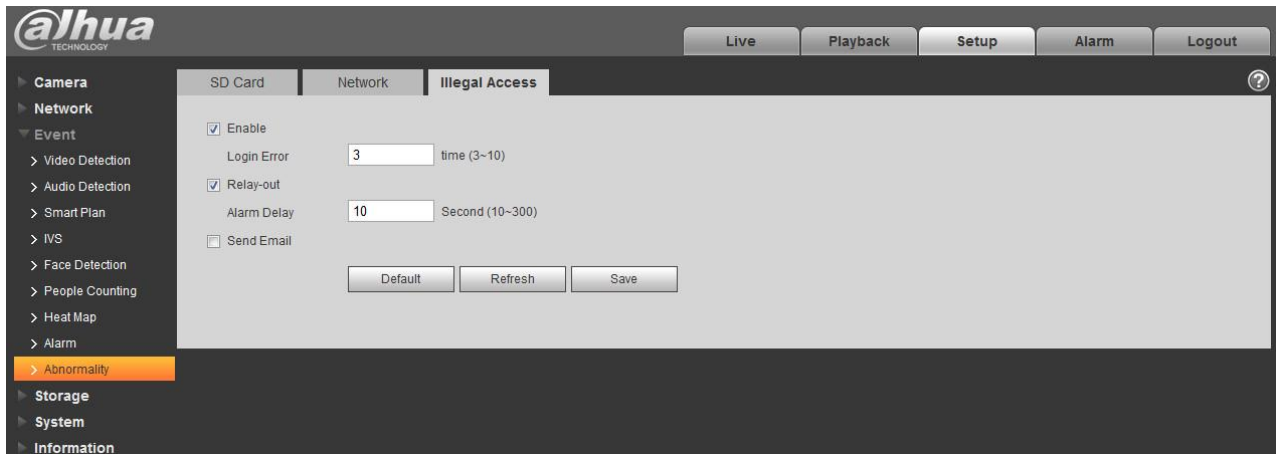 alhua
TECHNOLOGY
Live Playback Setup Alarm Logout
Camera
Network
Event
Video Detection
Audio Detection
Smart Plan
IVS
Face Detection
People Counting
Heat Map
Alarm
Abnormality
Storage
System
Information
SD Card Network Illegal Access
?
Enable
Login Error 3 time (3~10)
Relay-out
Alarm Delay 10 Second (10~300)
Send Email
Default Refresh Save